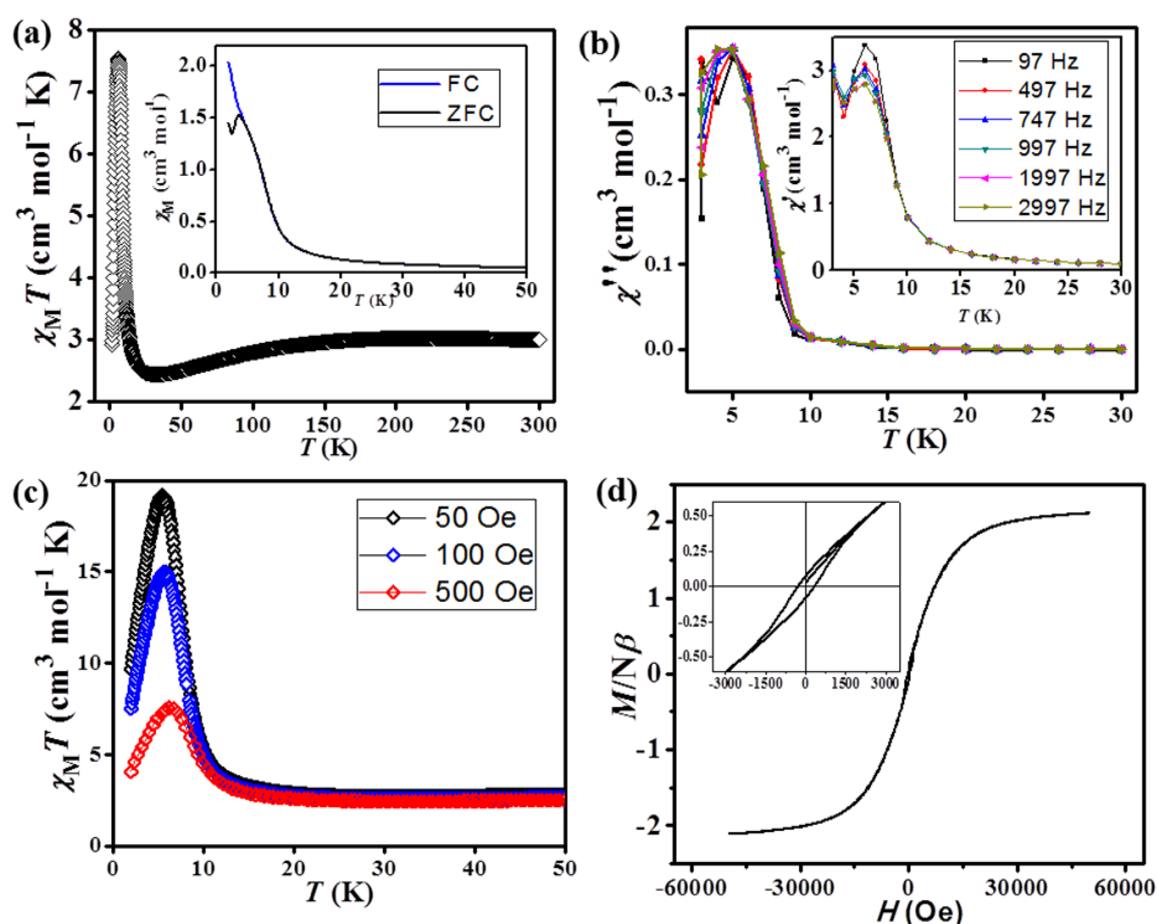 (a)
8
7
6
5
4
3
2
χM T (cm³ mol⁻¹ K)
0 50 100 150 200 250 300
T (K)
2.0
1.5
1.0
0.5
0.0
χM (cm³ mol¹)
0 10 20 30 40 50
T (K)
FC
ZFC
(b)
0.3
0.2
0.1
0.0
χ'' (cm³ mol⁻¹)
5 10 15 20 25 30
T (K)
3
2
1
0
χ' (cm³ mol⁻¹)
5 10 15 20 25 30
T (K)
97 Hz
497 Hz
747 Hz
997 Hz
1997 Hz
2997 Hz
(c)
20
15
10
5
0
χM T (cm³ mol⁻¹ K)
0 10 20 30 40 50
T (K)
50 Oe
100 Oe
500 Oe
(d)
2
1
0
-1
-2
M/Nβ
-60000 -30000 0 30000 60000
H (Oe)
0.50
0.25
0.00
-0.25
-0.50
-3000 -1500 0 1500 3000